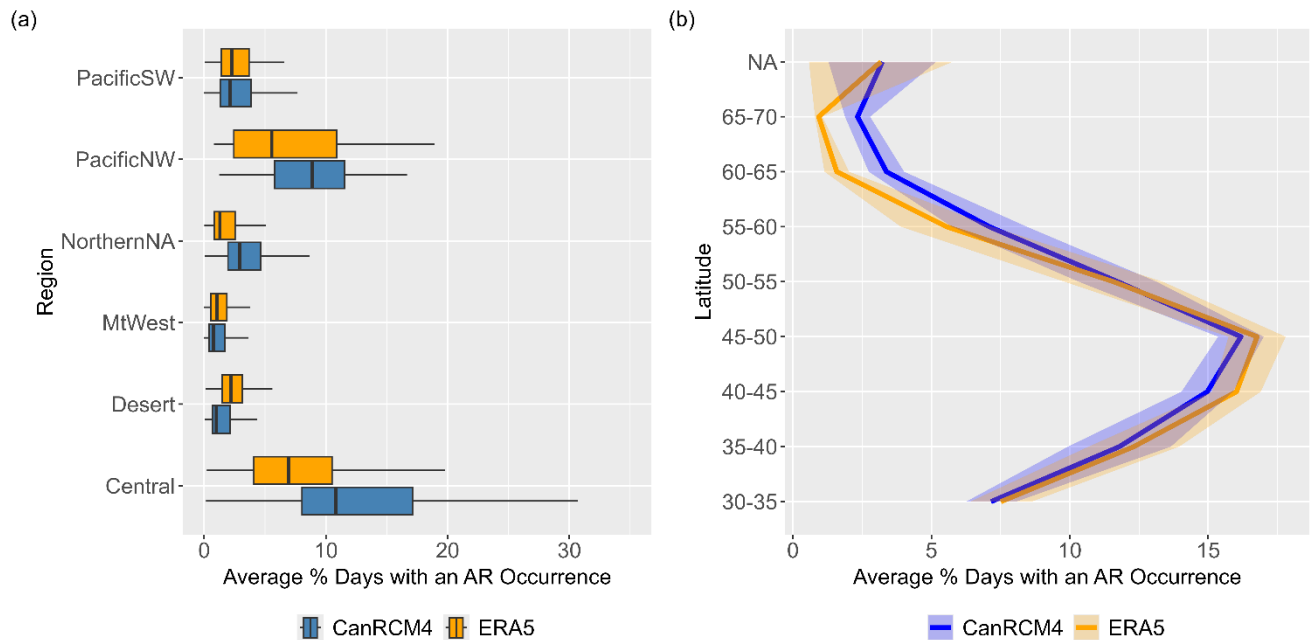 (a)
PacificSW
PacificNW
NorthernNA
MtWest
Desert
Central
Region
0 10 20 30
Average % Days with an AR Occurrence
CanRCM4 ERA5
(b)
NA
65-70
60-65
55-60
50-55
45-50
40-45
35-40
30-35
Latitude
0 5 10 15
Average % Days with an AR Occurrence
CanRCM4 ERA5